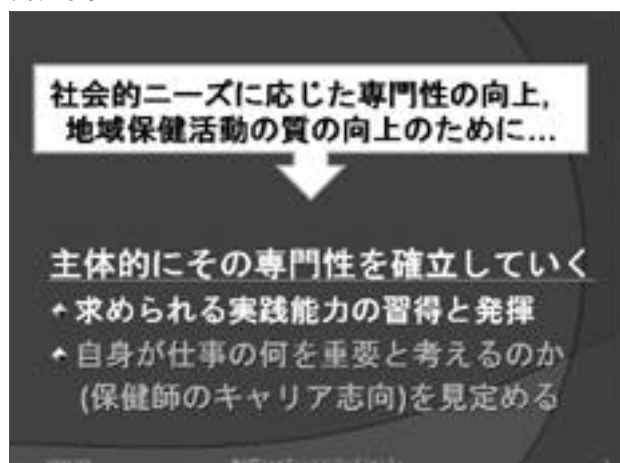 社会的ニーズに応じた専門性の向上,
地域保健活動の質の向上のために…
主体的にその専門性を確立していく
求められる実践能力の習得と発揮
自身が仕事の何を重要と考えるのか
(保健師のキャリア志向)を見定める